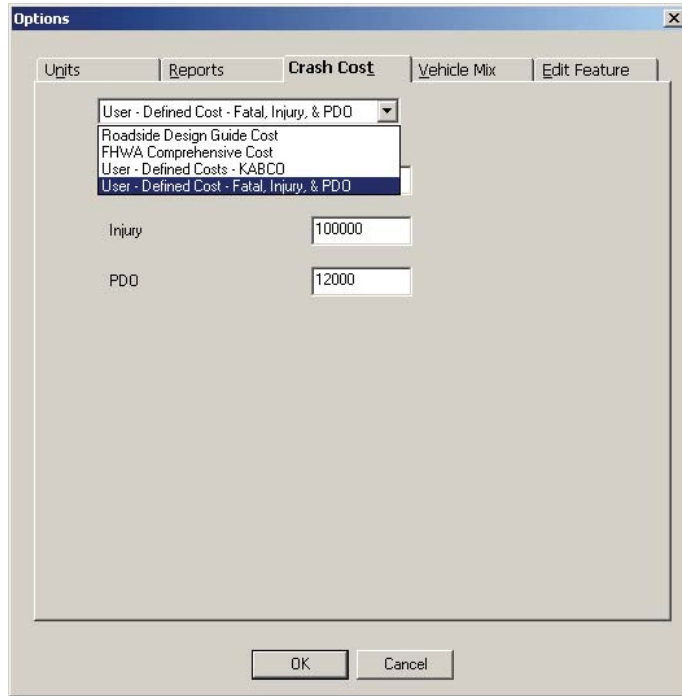 Options
Units Reports Crash Cost Vehicle Mix Edit Feature
User - Defined Cost - Fatal, Injury, & PDO
Roadside Design Guide Cost
FHWA Comprehensive Cost
User - Defined Costs - KABCO
User - Defined Cost - Fatal, Injury, & PDO
Injury 100000
PDO 12000
OK Cancel